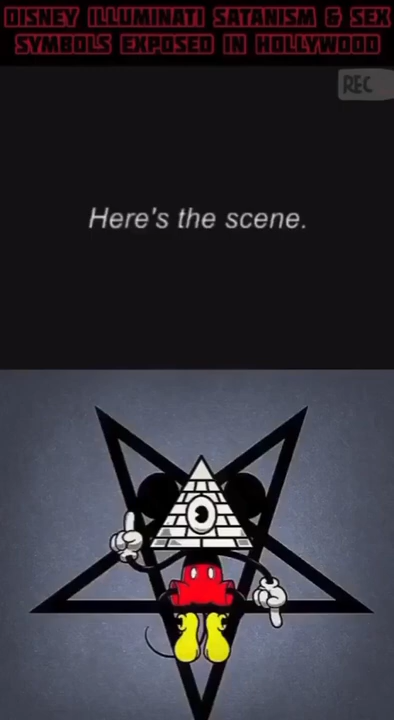 DISNEY ILLUMINATI SATANISM & SEX
SYMBOLS EXPOSED IN HOLLYWOOD
REC
Here's the scene.